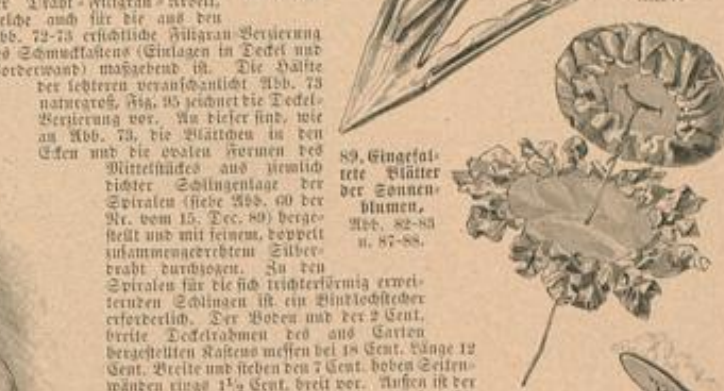 Draht-Filigran-Arbeit,
welche auch für die aus den
Abb. 72-73 ersichtliche Filigran-Verzierung
des Schmuckkastens (Einlagen in Deckel und
Vorderwand) maßgebend ist. Die Hälfte
der letzteren veranschaulicht Abb. 73
naturgroß, Fig. 95 zeichnet die Deckel-
Verzierung vor. An dieser sind, wie
an Abb. 73, die Blättchen in den
Ecken und die ovalen Formen des
Mittelstückes aus ziemlich
dichter Schlingenlage der
Spiralen (siehe Abb. 60 der
Nr. vom 15. Dec. 89) herge-
stellt und mit feinem, doppelt
zusammengedrehtem Silber-
draht durchzogen. Zu den
Spiralen für die sich trichterförmig erwei-
ternden Schlingen ist ein Bindlochstecher
erforderlich. Der Boden und der 2 Cent.
breite Deckelrahmen des aus Carton
hergestellten Kastens messen bei 18 Cent. Länge 12
Cent. Breite und stehen den 7 Cent. hohen Seiten-
wänden rings 1½ Cent. breit vor. Außen ist der
89. Eingefal-
tete Blätter
der Sonnen-
blumen,
Abb. 82-83
u. 87-88.